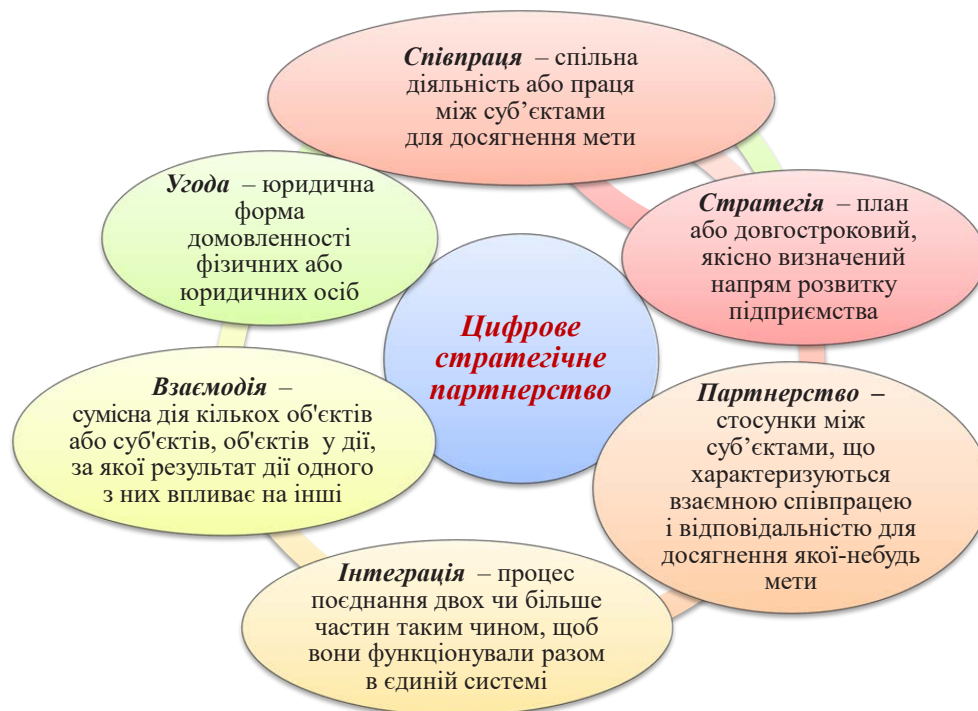 Співпраця – спільна
діяльність або праця
між суб’єктами
для досягнення мети
Угода – юридична
форма
домовленності
фізичних або
юридичних осіб
Стратегія – план
або довгостроковий,
якісно визначений
напрям розвитку
підприємства
Цифрове
стратегічне
партнерство
Взаємодія –
сумісна дія кількох об'єктів
або суб'єктів, об'єктів у дії,
за якої результат дії одного
з них впливає на інші
Партнерство –
стосунки між
суб’єктами, що
характеризуються
взаємною співпрацею
і відповідальністю для
досягнення якої-небудь
мети
Інтеграція – процес
поєднання двох чи більше
частин таким чином, щоб
вони функціонували разом
в єдиній системі